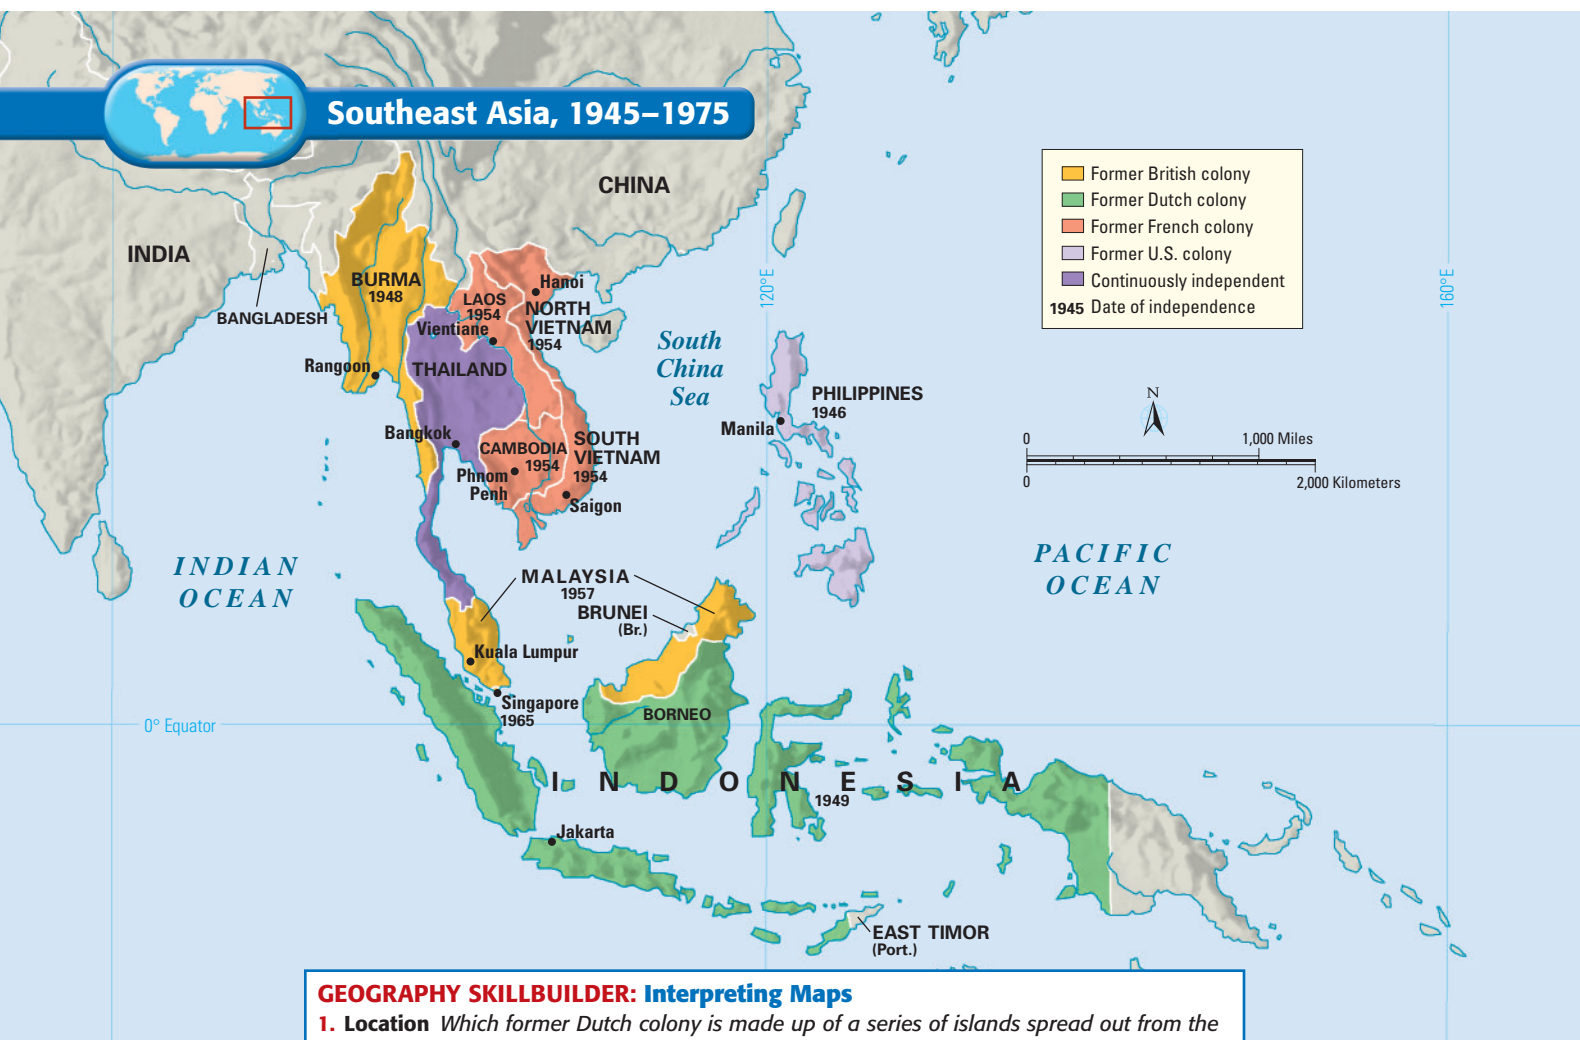 Southeast Asia, 1945–1975
CHINA
INDIA
Former British colony
Former Dutch colony
Former French colony
Former U.S. colony
Continuously independent
1945 Date of independence
120°E
160°E
BURMA
1948
BANGLADESH
Hanoi
LAOS
1954
NORTH
VIETNAM
1954
Vientiane
Rangoon
THAILAND
South
China
Sea
PHILIPPINES
1946
Manila
N
0
1,000 Miles
0
2,000 Kilometers
Bangkok
CAMBODIA
1954
SOUTH
VIETNAM
1954
Phnom
Penh
Saigon
INDIAN
OCEAN
PACIFIC
OCEAN
MALAYSIA
1957
BRUNEI
(Br.)
Kuala Lumpur
Singapore
1965
BORNEO
0° Equator
INDONESIA
1949
Jakarta
EAST TIMOR
(Port.)
GEOGRAPHY SKILLBUILDER: Interpreting Maps
1. Location Which former Dutch colony is made up of a series of islands spread out from the